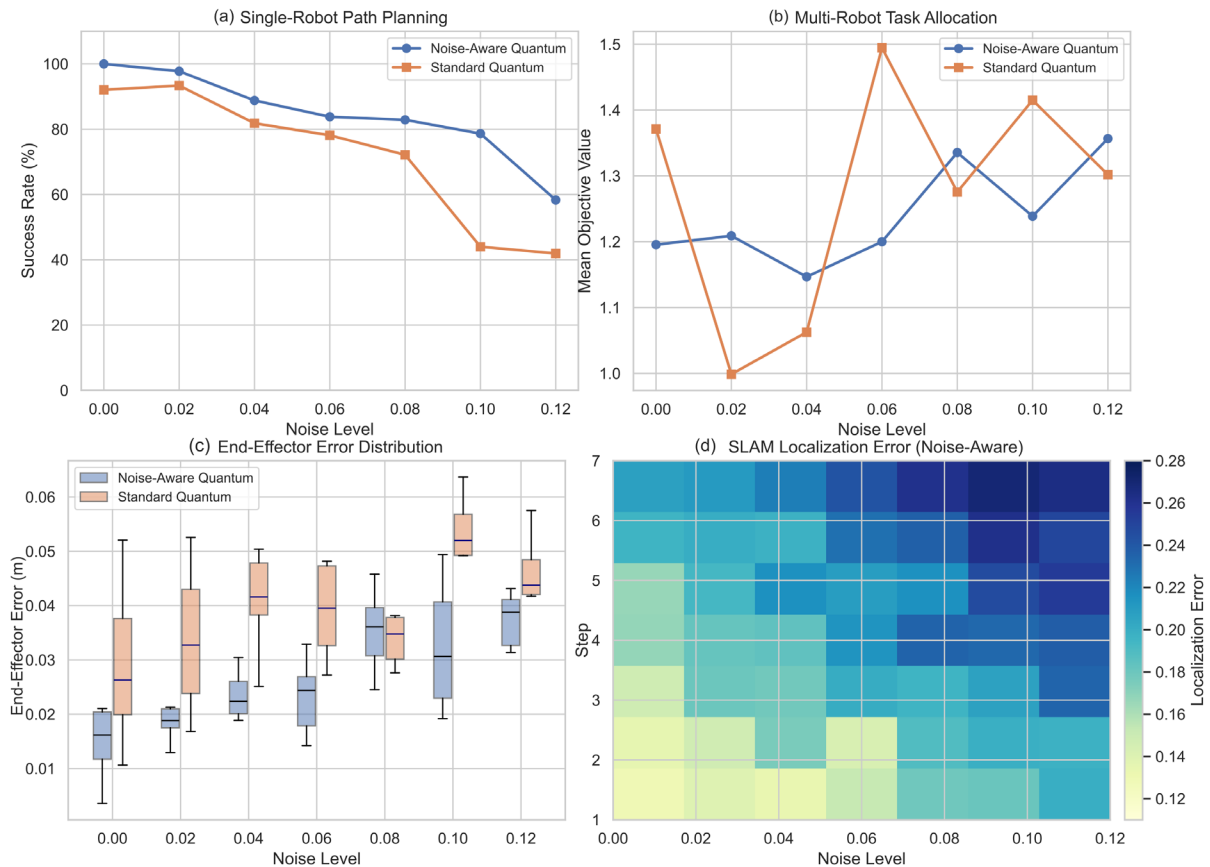 (a) Single-Robot Path Planning
Success Rate (%)
100
80
60
40
20
0
Noise-Aware Quantum
Standard Quantum
0.00 0.02 0.04 0.06 0.08 0.10 0.12
Noise Level
(b) Multi-Robot Task Allocation
Mean Objective Value
1.5
1.4
1.3
1.2
1.1
1.0
Noise-Aware Quantum
Standard Quantum
0.00 0.02 0.04 0.06 0.08 0.10 0.12
Noise Level
(c) End-Effector Error Distribution
End-Effector Error (m)
0.06
0.05
0.04
0.03
0.02
0.01
Noise-Aware Quantum
Standard Quantum
0.00 0.02 0.04 0.06 0.08 0.10 0.12
Noise Level
(d) SLAM Localization Error (Noise-Aware)
Step
7
6
5
4
3
2
1
0.00 0.02 0.04 0.06 0.08 0.10 0.12
Noise Level
0.28
0.26
0.24
0.22
0.20
0.18
0.16
0.14
0.12
Localization Error